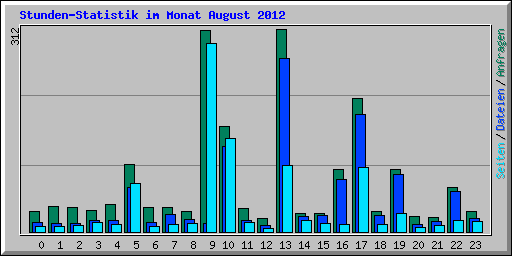 Stunden-Statistik im Monat August 2012
312
0 1 2 3 4 5 6 7 8 9 10 11 12 13 14 15 16 17 18 19 20 21 22 23
Seiten / Dateien / Anfragen